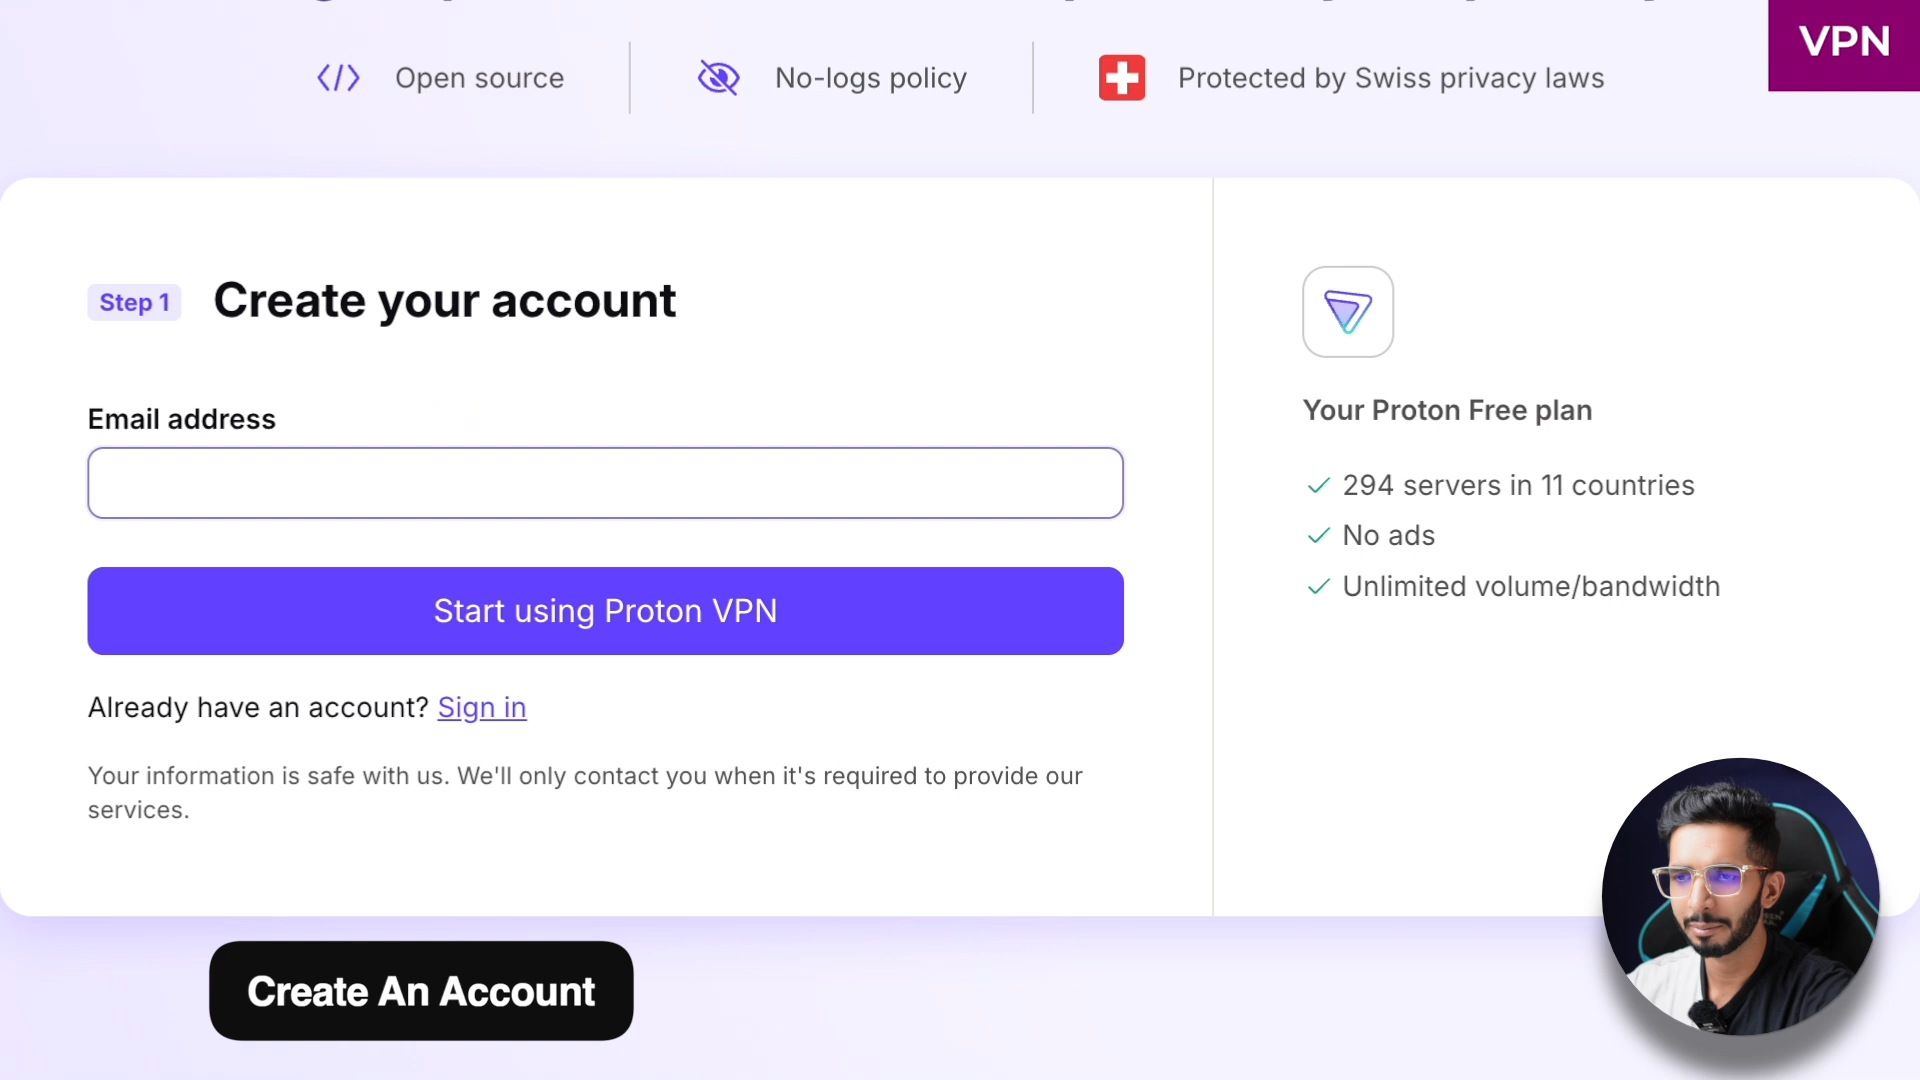 VPN
Open source
No-logs policy
Protected by Swiss privacy laws
Step 1
Create your account
Email address
Start using Proton VPN
Already have an account? Sign in
Your information is safe with us. We'll only contact you when it's required to provide our
services.
Your Proton Free plan
294 servers in 11 countries
No ads
Unlimited volume/bandwidth
Create An Account